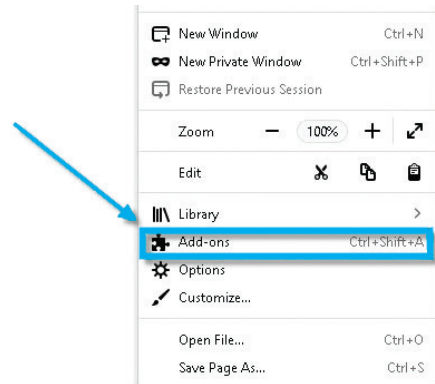 New Window Ctrl+N
New Private Window Ctrl+Shift+P
Restore Previous Session
Zoom 100%
Edit
Library
Add-ons Ctrl+Shift+A
Options
Customize...
Open File... Ctrl+O
Save Page As... Ctrl+S